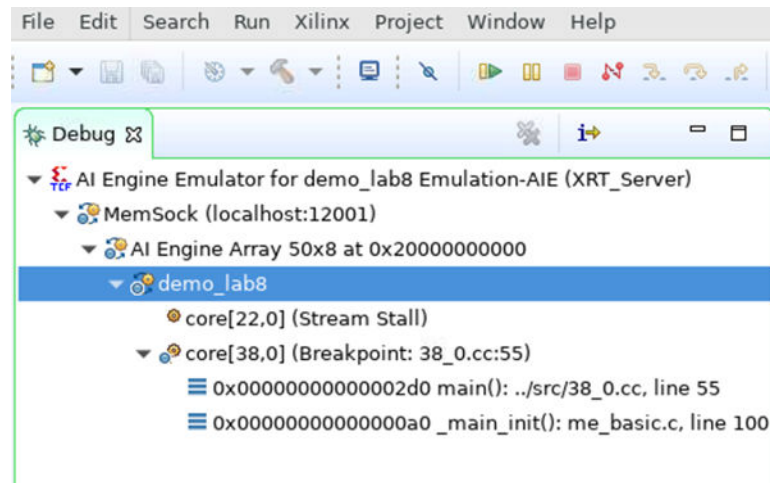 File Edit Search Run Xilinx Project Window Help
Debug
TCF AI Engine Emulator for demo_lab8 Emulation-AIE (XRT_Server)
MemSock (localhost:12001)
AI Engine Array 50x8 at 0x20000000000
demo_lab8
core[22,0] (Stream Stall)
core[38,0] (Breakpoint: 38_0.cc:55)
0x00000000000002d0 main(): ../src/38_0.cc, line 55
0x00000000000000a0 _main_init(): me_basic.c, line 100